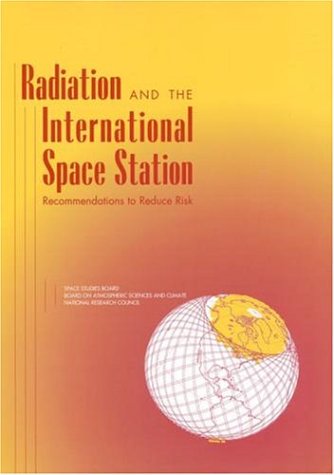 Radiation AND THE
International
Space Station
Recommendations to Reduce Risk
SPACE STUDIES BOARD
BOARD ON ATMOSPHERIC SCIENCES AND CLIMATE
NATIONAL RESEARCH COUNCIL